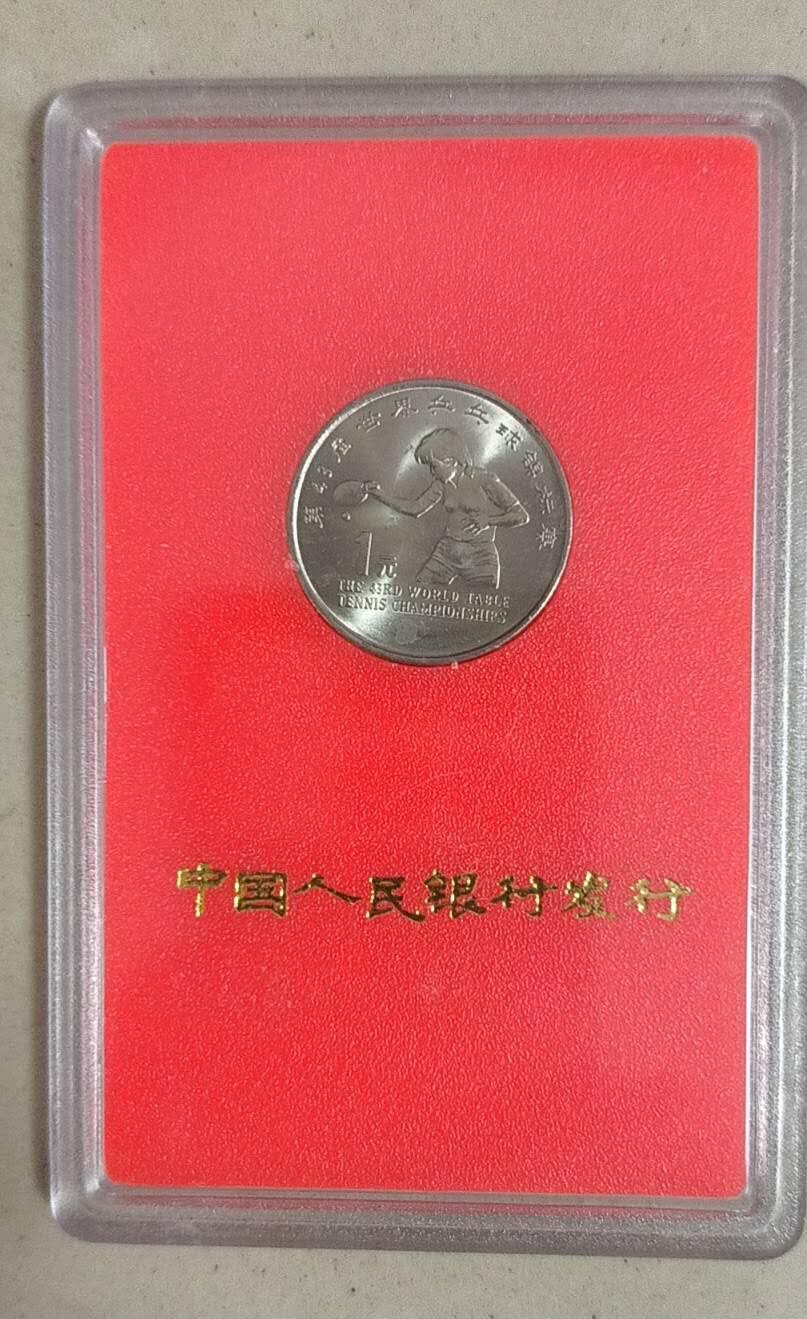 第43届世界乒乓球锦标赛
1元
THE 43RD WORLD TABLE
TENNIS CHAMPIONSHIPS
中国人民银行发行